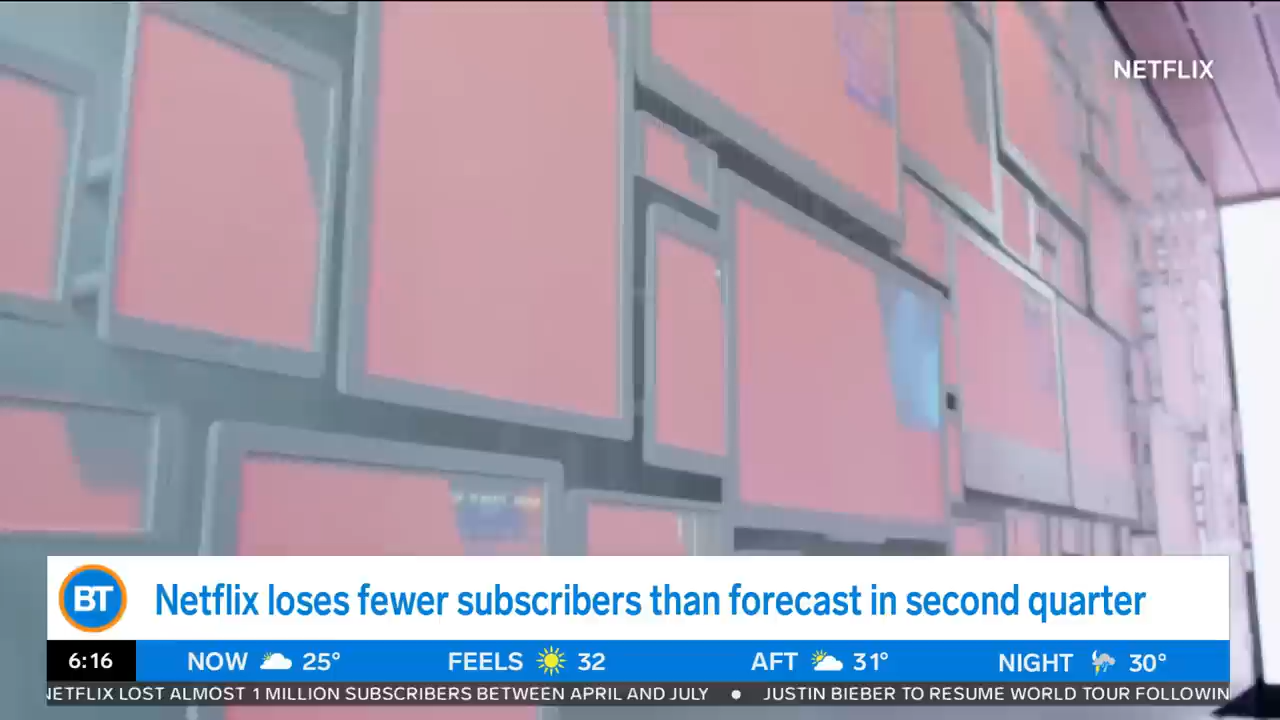 NETFLIX
BT Netflix loses fewer subscribers than forecast in second quarter
6:16 NOW 25° FEELS 32 AFT 31° NIGHT 30°
NETFLIX LOST ALMOST 1 MILLION SUBSCRIBERS BETWEEN APRIL AND JULY • JUSTIN BIEBER TO RESUME WORLD TOUR FOLLOWIN